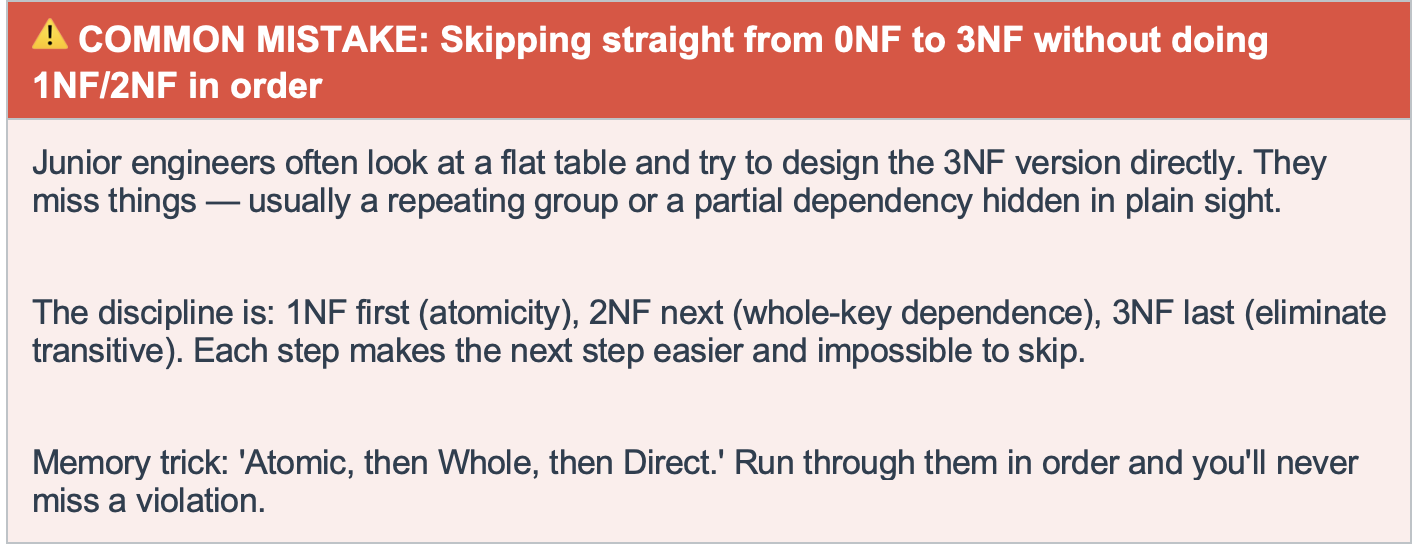 ⚠️ COMMON MISTAKE: Skipping straight from 0NF to 3NF without doing
1NF/2NF in order
Junior engineers often look at a flat table and try to design the 3NF version directly. They
miss things — usually a repeating group or a partial dependency hidden in plain sight.
The discipline is: 1NF first (atomicity), 2NF next (whole-key dependence), 3NF last (eliminate
transitive). Each step makes the next step easier and impossible to skip.
Memory trick: 'Atomic, then Whole, then Direct.' Run through them in order and you'll never
miss a violation.